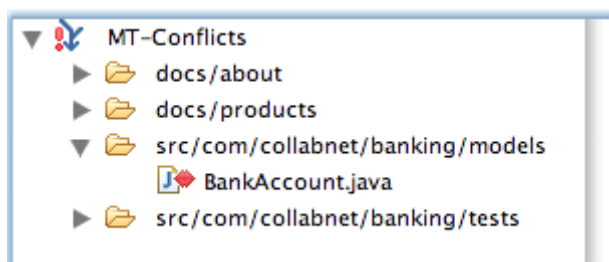 MT-Conflicts
docs/about
docs/products
src/com/collabnet/banking/models
BankAccount.java
src/com/collabnet/banking/tests